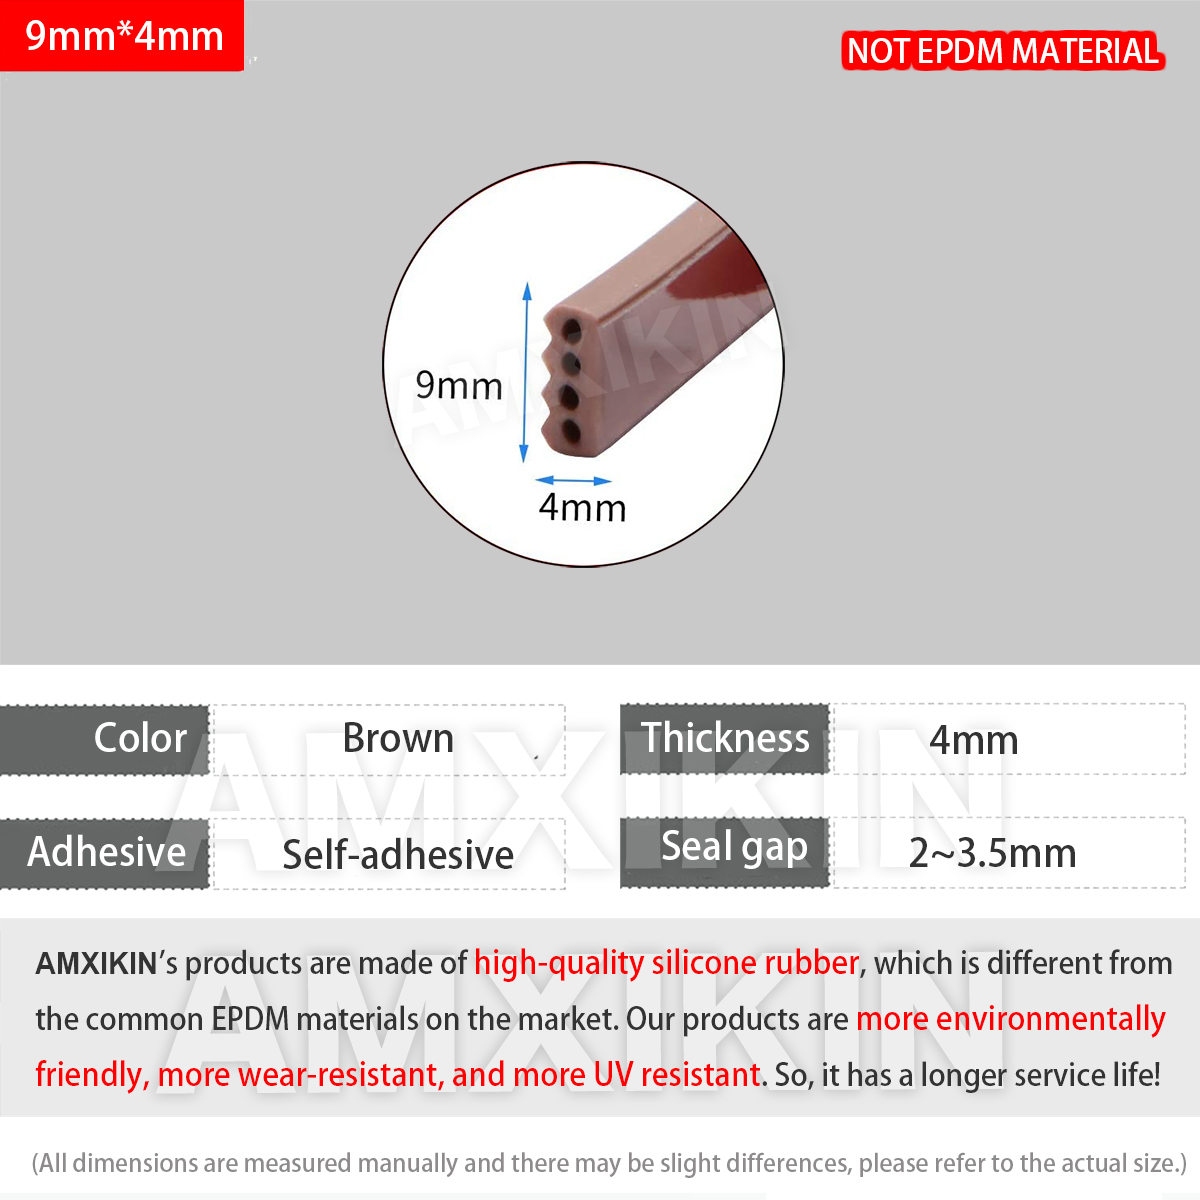 9mm*4mm
NOT EPDM MATERIAL
AMXIKIN
9mm
4mm
Color
Brown
Thickness
4mm
AMXIKIN
Adhesive
Self-adhesive
Seal gap
2~3.5mm
AMXIKIN's products are made of high-quality silicone rubber, which is different from
the common EPDM materials on the market. Our products are more environmentally
friendly, more wear-resistant, and more UV resistant. So, it has a longer service life!
AMXIKIN
(All dimensions are measured manually and there may be slight differences, please refer to the actual size.)